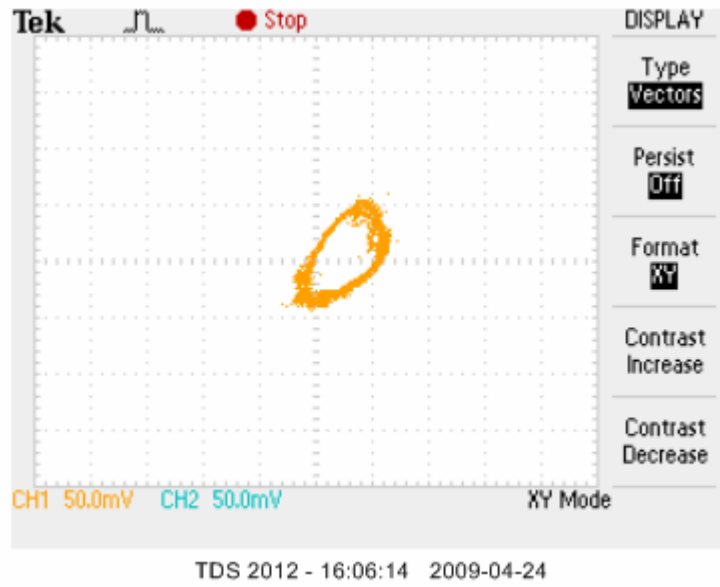 Tek Stop DISPLAY
Type
Vectors
Persist
Off
Format
XY
Contrast
Increase
Contrast
Decrease
CH1 50.0mV CH2 50.0mV XY Mode
TDS 2012 - 16:06:14 2009-04-24